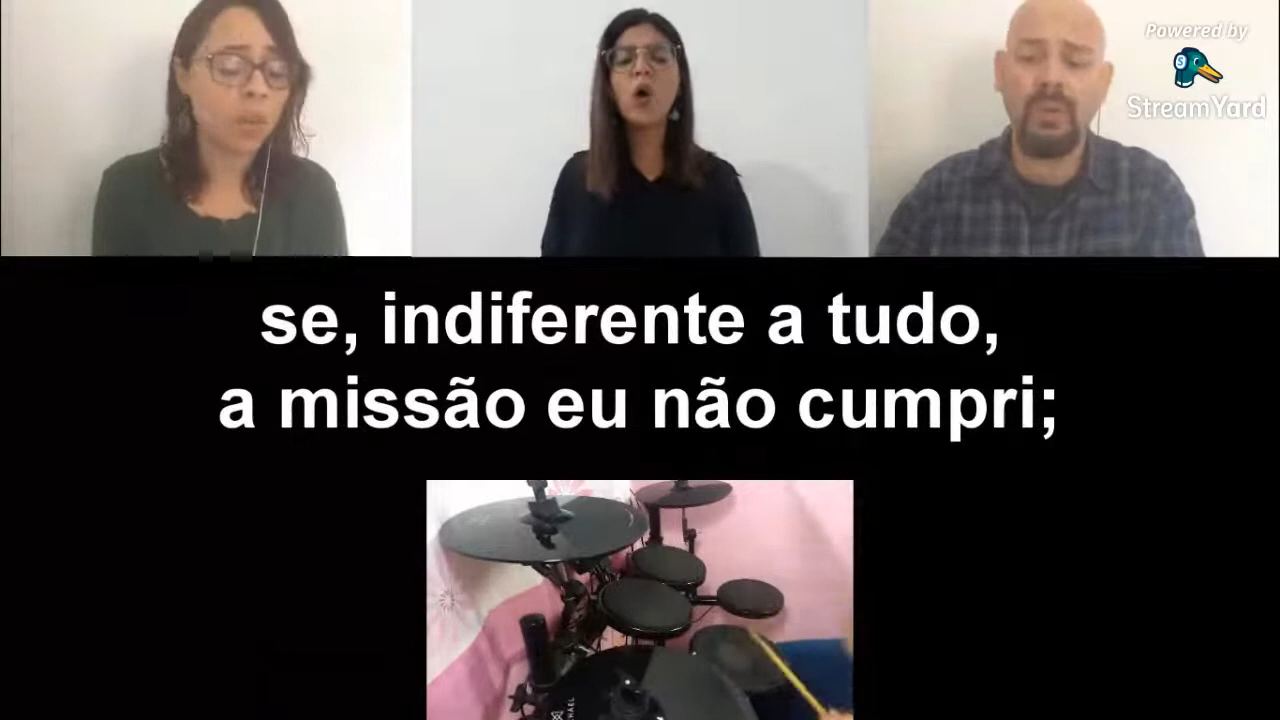 Powered by
StreamYard
se, indiferente a tudo,
a missão eu não cumpri;